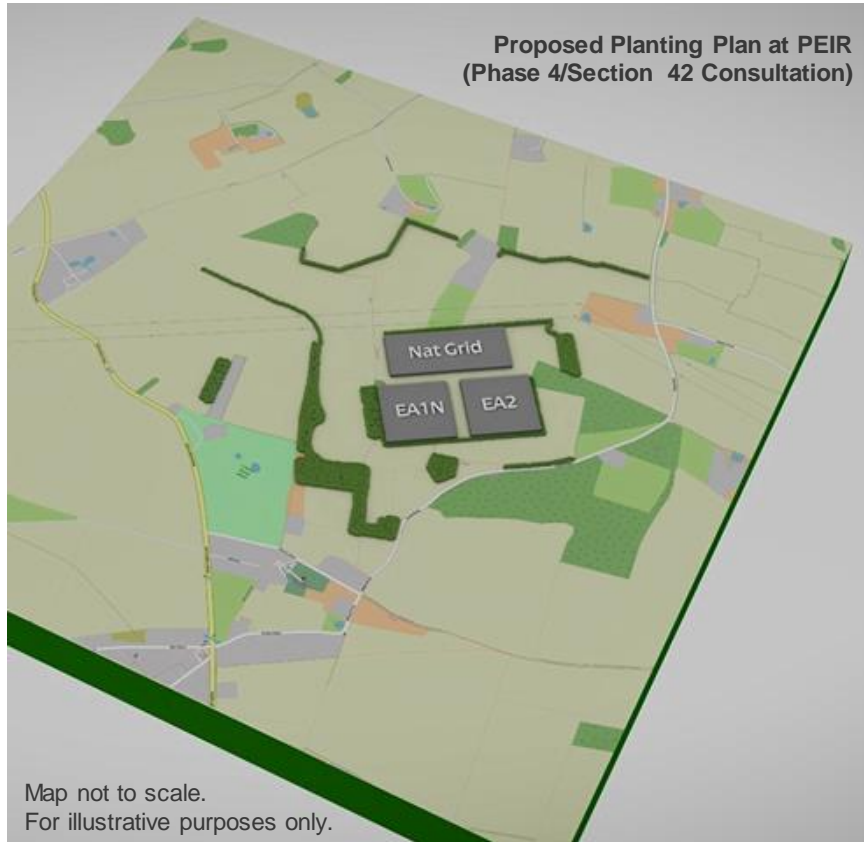 Proposed Planting Plan at PEIR
(Phase 4/Section 42 Consultation)
Nat Grid
EA1N
EA2
Map not to scale.
For illustrative purposes only.